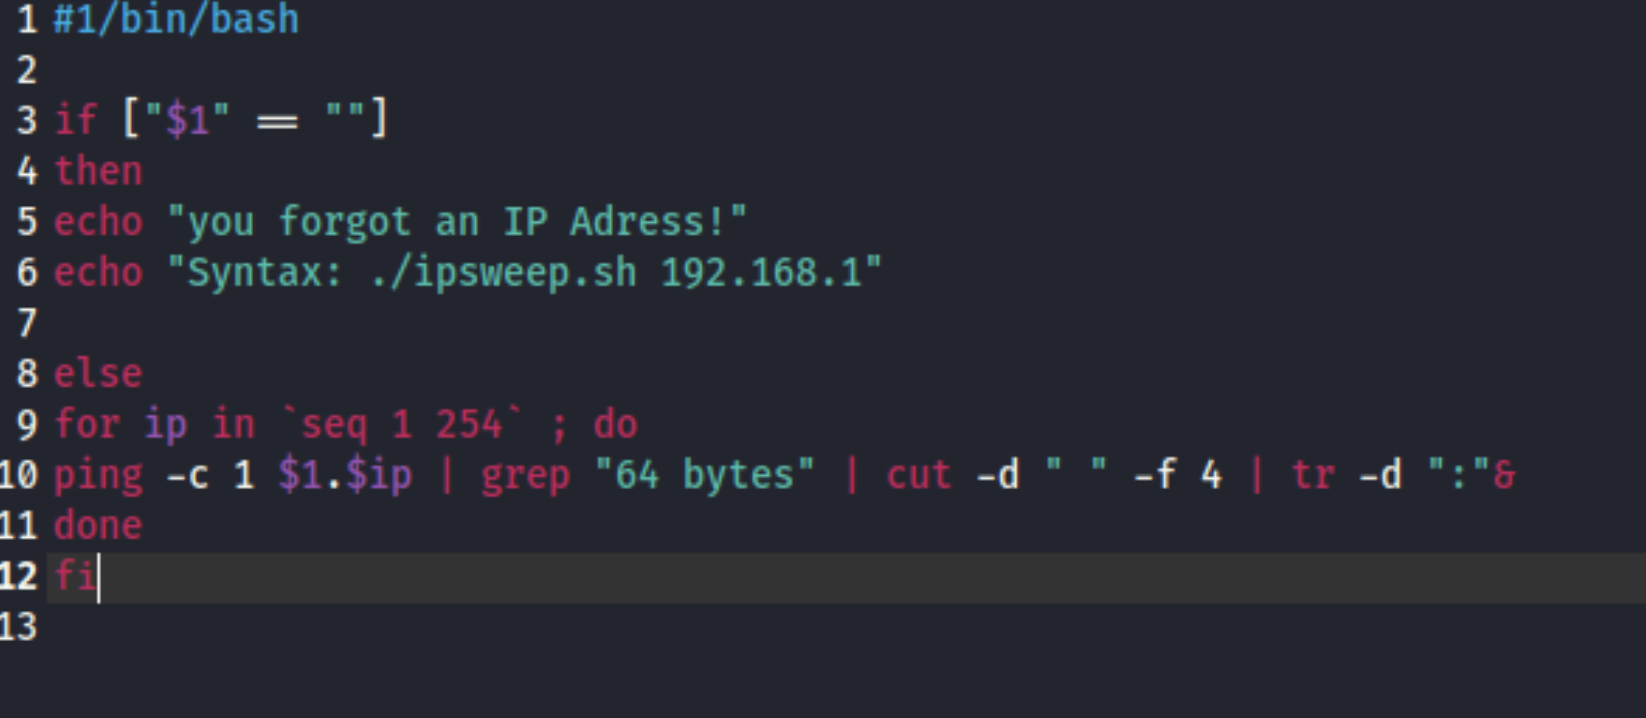 1 #1/bin/bash
2
3 if ["$1" == ""]
4 then
5 echo "you forgot an IP Adress!"
6 echo "Syntax: ./ipsweep.sh 192.168.1"
7
8 else
9 for ip in `seq 1 254` ; do
10 ping -c 1 $1.$ip | grep "64 bytes" | cut -d " " -f 4 | tr -d ":"&
11 done
12 fi
13